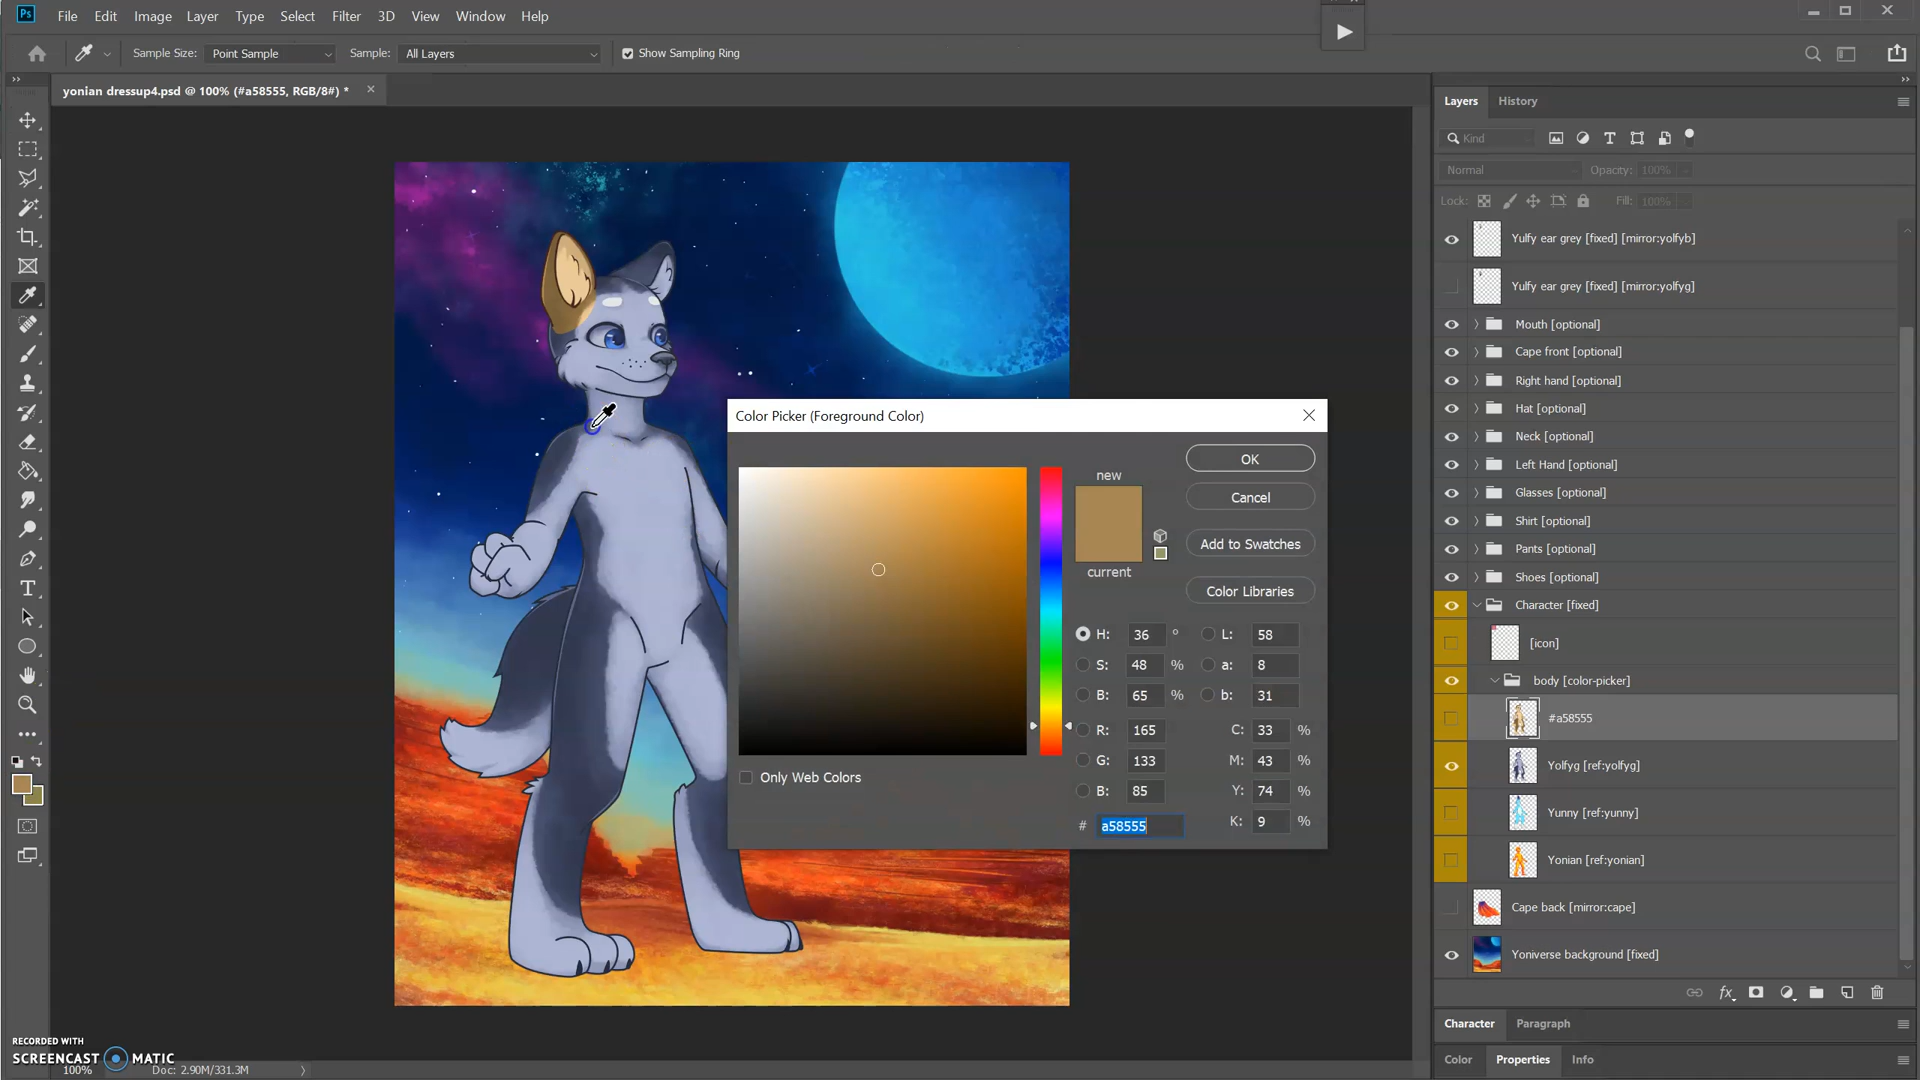 Ps File Edit Image Layer Type Select Filter 3D View Window Help
Sample Size: Point Sample Sample: All Layers Show Sampling Ring
yonian dressup4.psd @ 100% (#a58555, RGB/8#) *
Layers History
Kind
Normal Opacity: 100%
Lock: Fill: 100%
Yulfy ear grey [fixed] [mirror:yolfyb]
Yulfy ear grey [fixed] [mirror:yolfyg]
Mouth [optional]
Cape front [optional]
Right hand [optional]
Hat [optional]
Neck [optional]
Left Hand [optional]
Glasses [optional]
Shirt [optional]
Pants [optional]
Shoes [optional]
Character [fixed]
[icon]
body [color-picker]
#a58555
Yolfyg [ref:yolfyg]
Yunny [ref:yunny]
Yonian [ref:yonian]
Cape back [mirror:cape]
Yoniverse background [fixed]
fx
Character Paragraph
Color Properties Info
Color Picker (Foreground Color)
new
current
OK
Cancel
Add to Swatches
Color Libraries
H: 36 ° L: 58
S: 48 % a: 8
B: 65 % b: 31
R: 165 C: 33 %
G: 133 M: 43 %
B: 85 Y: 74 %
# a58555 K: 9 %
Only Web Colors
RECORDED WITH
SCREENCAST MATIC
100% Doc: 2.90M/331.3M